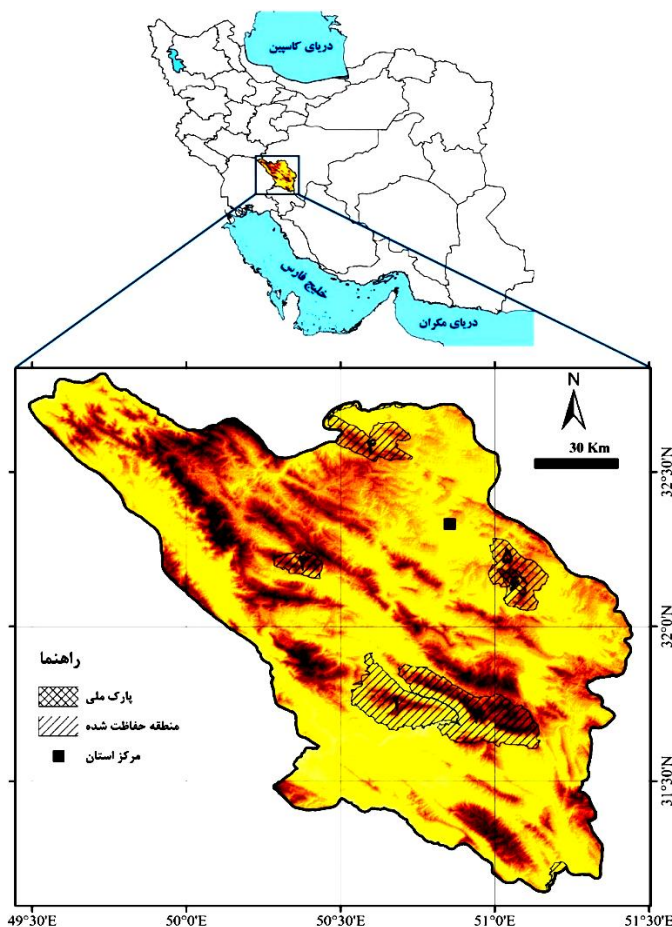 دریای کاسپین
خلیج فارس
دریای مکران
N
30 Km
32°30'N
32°0'N
31°30'N
راهنما
پارک ملی
منطقه حفاظت شده
مرکز استان
49°30'E
50°0'E
50°30'E
51°0'E
51°30'E